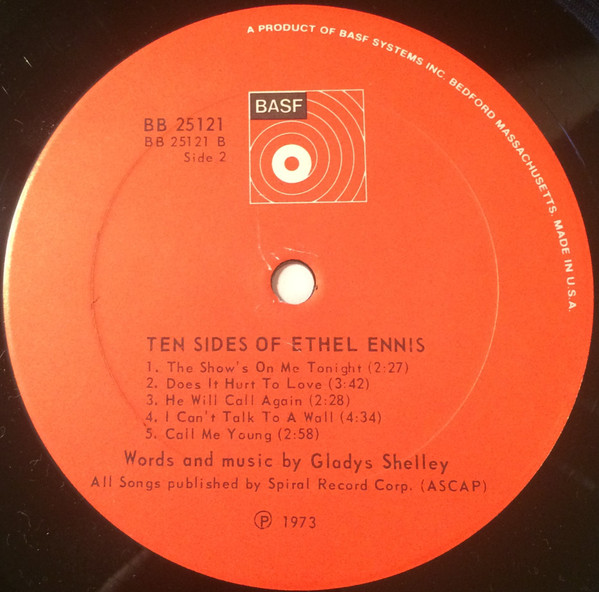 A PRODUCT OF BASF SYSTEMS INC. BEDFORD MASSACHUSETTS. MADE IN U.S.A.
BASF
BB 25121
BB 25121 B
Side 2
TEN SIDES OF ETHEL ENNIS
1. The Show's On Me Tonight (2:27)
2. Does It Hurt To Love (3:42)
3. He Will Call Again (2:28)
4. I Can't Talk To A Wall (4:34)
5. Call Me Young (2:58)
Words and music by Gladys Shelley
All Songs published by Spiral Record Corp. (ASCAP)
Ⓟ 1973